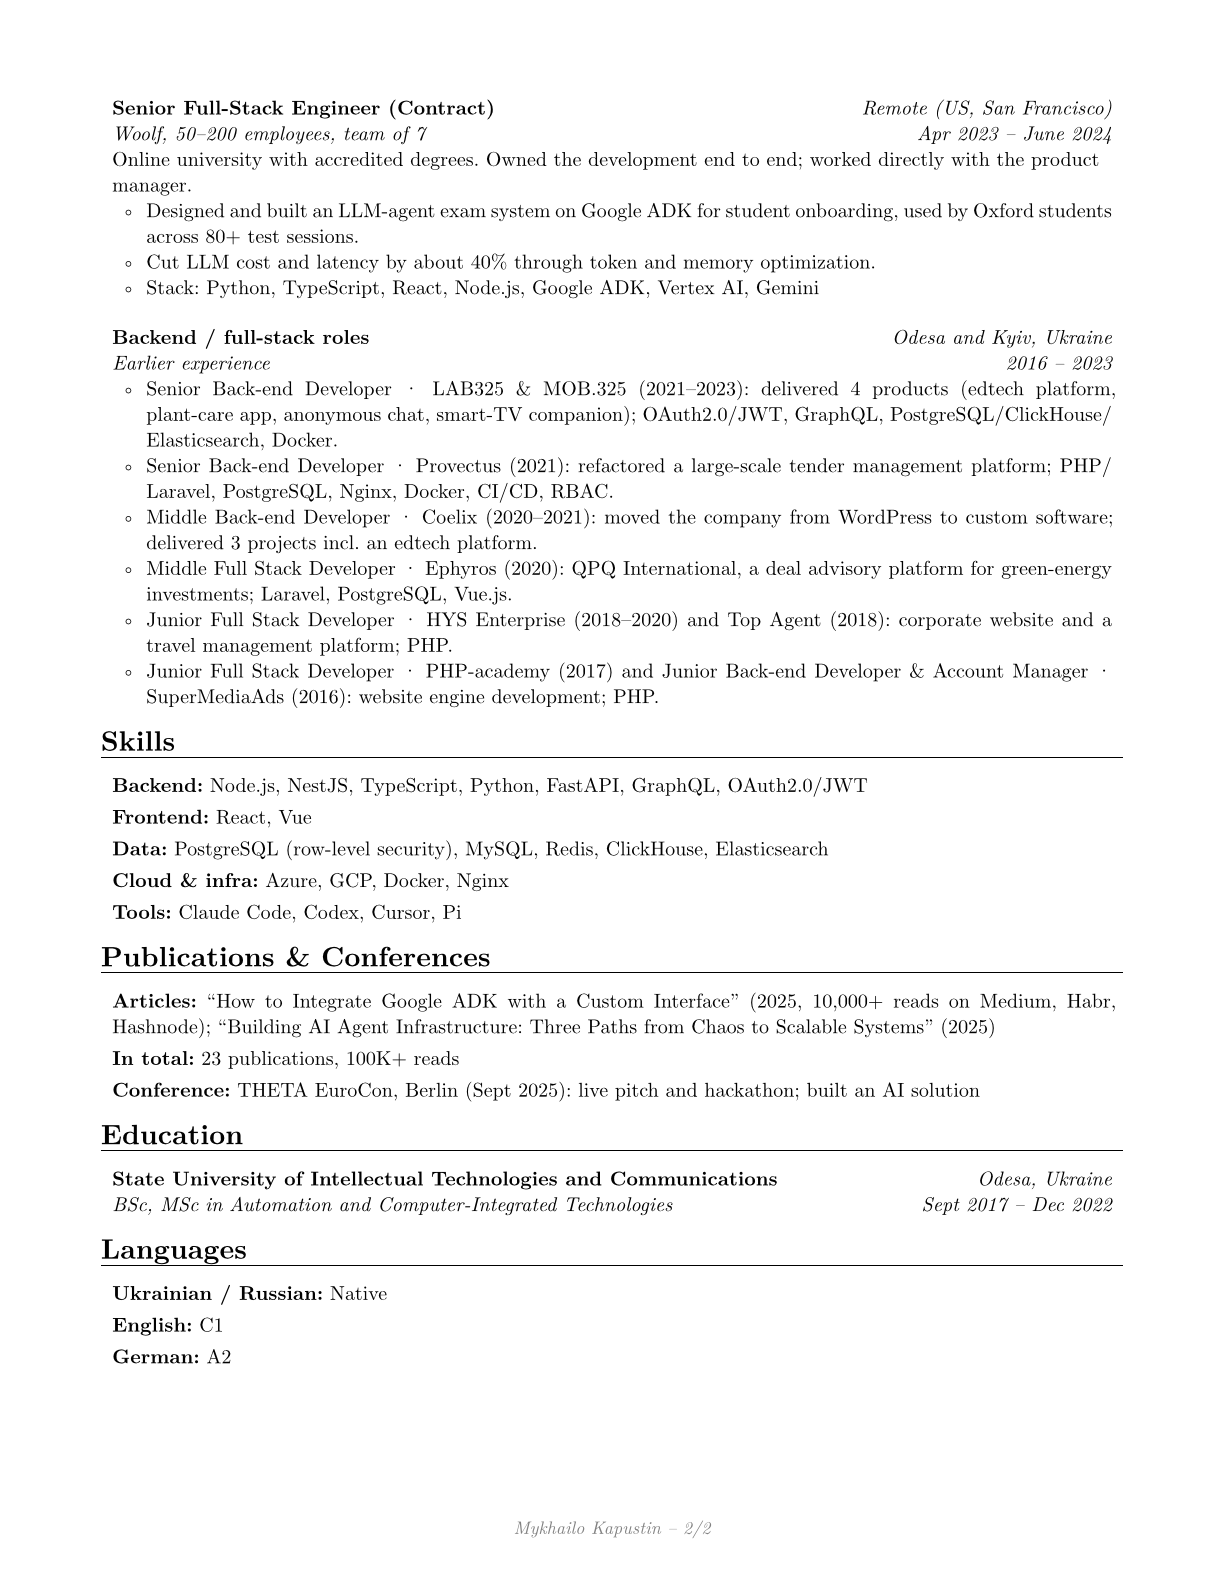 Senior Full-Stack Engineer (Contract) Remote (US, San Francisco)
Woolf, 50–200 employees, team of 7 Apr 2023 – June 2024
Online university with accredited degrees. Owned the development end to end; worked directly with the product
manager.
◦ Designed and built an LLM-agent exam system on Google ADK for student onboarding, used by Oxford students
across 80+ test sessions.
◦ Cut LLM cost and latency by about 40% through token and memory optimization.
◦ Stack: Python, TypeScript, React, Node.js, Google ADK, Vertex AI, Gemini
Backend / full-stack roles Odesa and Kyiv, Ukraine
Earlier experience 2016 – 2023
◦ Senior Back-end Developer · LAB325 & MOB.325 (2021–2023): delivered 4 products (edtech platform,
plant-care app, anonymous chat, smart-TV companion); OAuth2.0/JWT, GraphQL, PostgreSQL/ClickHouse/
Elasticsearch, Docker.
◦ Senior Back-end Developer · Provectus (2021): refactored a large-scale tender management platform; PHP/
Laravel, PostgreSQL, Nginx, Docker, CI/CD, RBAC.
◦ Middle Back-end Developer · Coelix (2020–2021): moved the company from WordPress to custom software;
delivered 3 projects incl. an edtech platform.
◦ Middle Full Stack Developer · Ephyros (2020): QPQ International, a deal advisory platform for green-energy
investments; Laravel, PostgreSQL, Vue.js.
◦ Junior Full Stack Developer · HYS Enterprise (2018–2020) and Top Agent (2018): corporate website and a
travel management platform; PHP.
◦ Junior Full Stack Developer · PHP-academy (2017) and Junior Back-end Developer & Account Manager ·
SuperMediaAds (2016): website engine development; PHP.
Skills
Backend: Node.js, NestJS, TypeScript, Python, FastAPI, GraphQL, OAuth2.0/JWT
Frontend: React, Vue
Data: PostgreSQL (row-level security), MySQL, Redis, ClickHouse, Elasticsearch
Cloud & infra: Azure, GCP, Docker, Nginx
Tools: Claude Code, Codex, Cursor, Pi
Publications & Conferences
Articles: “How to Integrate Google ADK with a Custom Interface” (2025, 10,000+ reads on Medium, Habr,
Hashnode); “Building AI Agent Infrastructure: Three Paths from Chaos to Scalable Systems” (2025)
In total: 23 publications, 100K+ reads
Conference: THETA EuroCon, Berlin (Sept 2025): live pitch and hackathon; built an AI solution
Education
State University of Intellectual Technologies and Communications Odesa, Ukraine
BSc, MSc in Automation and Computer-Integrated Technologies Sept 2017 – Dec 2022
Languages
Ukrainian / Russian: Native
English: C1
German: A2
Mykhailo Kapustin – 2/2